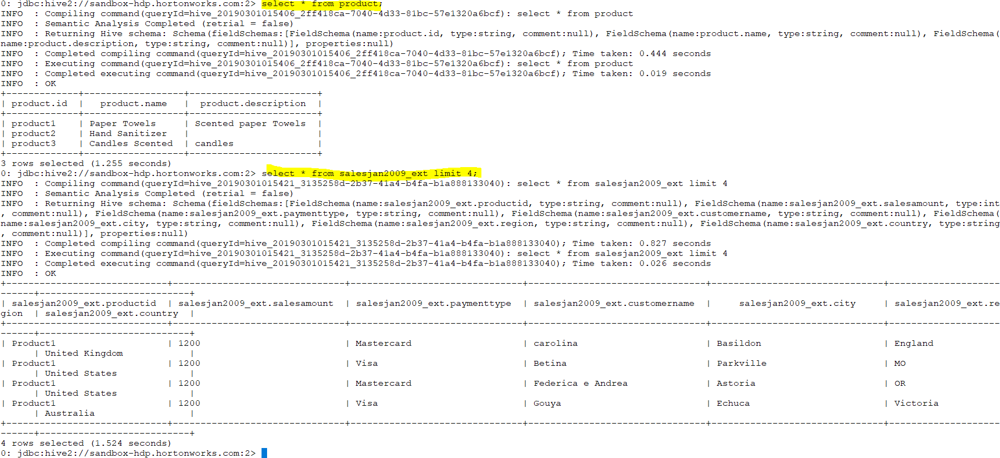 0: jdbc:hive2://sandbox-hdp.hortonworks.com:2> select * from product;
INFO  : Compiling command(queryId=hive_20190301015406_2ff418ca-7040-4d33-81bc-57e1320a6bcf): select * from product
INFO  : Semantic Analysis Completed (retrial = false)
INFO  : Returning Hive schema: Schema(fieldSchemas:[FieldSchema(name:product.id, type:string, comment:null), FieldSchema(name:product.name, type:string, comment:null), FieldSchema(
name:product.description, type:string, comment:null)], properties:null)
INFO  : Completed compiling command(queryId=hive_20190301015406_2ff418ca-7040-4d33-81bc-57e1320a6bcf); Time taken: 0.444 seconds
INFO  : Executing command(queryId=hive_20190301015406_2ff418ca-7040-4d33-81bc-57e1320a6bcf): select * from product
INFO  : Completed executing command(queryId=hive_20190301015406_2ff418ca-7040-4d33-81bc-57e1320a6bcf); Time taken: 0.019 seconds
INFO  : OK
+-------------+------------------+-----------------------+
| product.id  |   product.name   |  product.description  |
+-------------+------------------+-----------------------+
| product1    | Paper Towels     | Scented paper Towels  |
| product2    | Hand Sanitizer   |                       |
| product3    | Candles Scented  | candles               |
+-------------+------------------+-----------------------+
3 rows selected (1.255 seconds)
0: jdbc:hive2://sandbox-hdp.hortonworks.com:2> select * from salesjan2009_ext limit 4;
INFO  : Compiling command(queryId=hive_20190301015421_3135258d-2b37-41a4-b4fa-b1a888133040): select * from salesjan2009_ext limit 4
INFO  : Semantic Analysis Completed (retrial = false)
INFO  : Returning Hive schema: Schema(fieldSchemas:[FieldSchema(name:salesjan2009_ext.productid, type:string, comment:null), FieldSchema(name:salesjan2009_ext.salesamount, type:int
, comment:null), FieldSchema(name:salesjan2009_ext.paymenttype, type:string, comment:null), FieldSchema(name:salesjan2009_ext.customername, type:string, comment:null), FieldSchema(
name:salesjan2009_ext.city, type:string, comment:null), FieldSchema(name:salesjan2009_ext.region, type:string, comment:null), FieldSchema(name:salesjan2009_ext.country, type:string
, comment:null)], properties:null)
INFO  : Completed compiling command(queryId=hive_20190301015421_3135258d-2b37-41a4-b4fa-b1a888133040); Time taken: 0.827 seconds
INFO  : Executing command(queryId=hive_20190301015421_3135258d-2b37-41a4-b4fa-b1a888133040): select * from salesjan2009_ext limit 4
INFO  : Completed executing command(queryId=hive_20190301015421_3135258d-2b37-41a4-b4fa-b1a888133040); Time taken: 0.026 seconds
INFO  : OK
+-----------------------------+-------------------------------+-------------------------------+--------------------------------+-------------------------------+--------------------
------+---------------------------+
| salesjan2009_ext.productid  | salesjan2009_ext.salesamount  | salesjan2009_ext.paymenttype  | salesjan2009_ext.customername  |     salesjan2009_ext.city     | salesjan2009_ext.re
gion  | salesjan2009_ext.country  |
+-----------------------------+-------------------------------+-------------------------------+--------------------------------+-------------------------------+--------------------
------+---------------------------+
| Product1                    | 1200                          | Mastercard                    | carolina                       | Basildon                      | England
      | United Kingdom            |
| Product1                    | 1200                          | Visa                          | Betina                         | Parkville                     | MO
      | United States             |
| Product1                    | 1200                          | Mastercard                    | Federica e Andrea              | Astoria                       | OR
      | United States             |
| Product1                    | 1200                          | Visa                          | Gouya                          | Echuca                        | Victoria
      | Australia                 |
+-----------------------------+-------------------------------+-------------------------------+--------------------------------+-------------------------------+--------------------
------+---------------------------+
4 rows selected (1.524 seconds)
0: jdbc:hive2://sandbox-hdp.hortonworks.com:2>